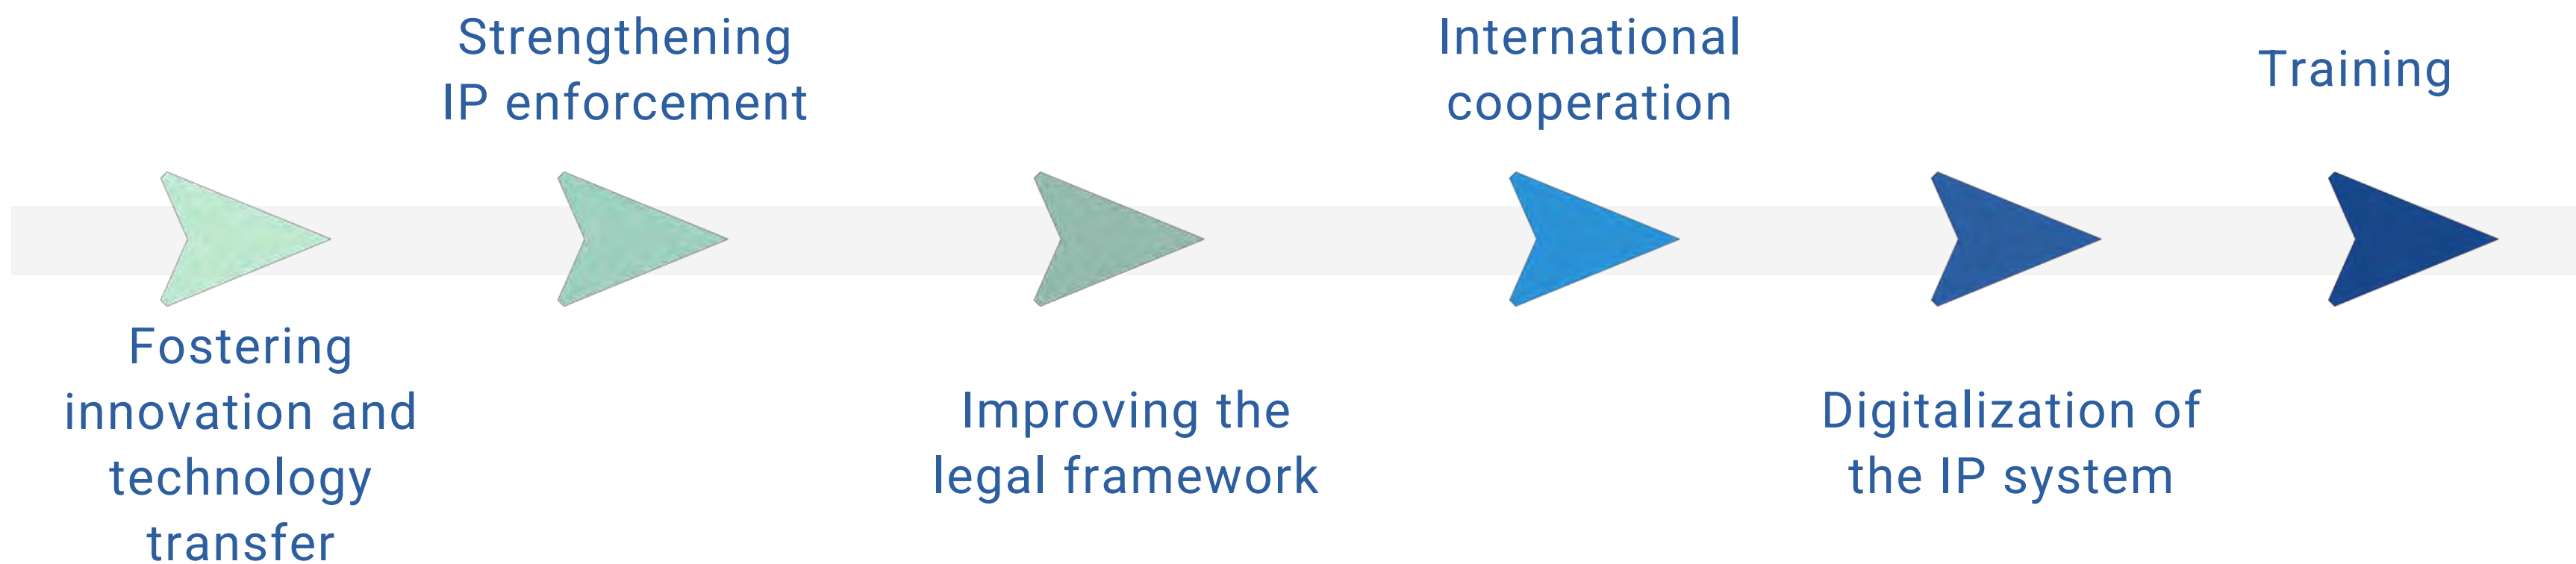 Fostering
innovation and
technology
transfer
Strengthening
IP enforcement
Improving the
legal framework
International
cooperation
Digitalization of
the IP system
Training